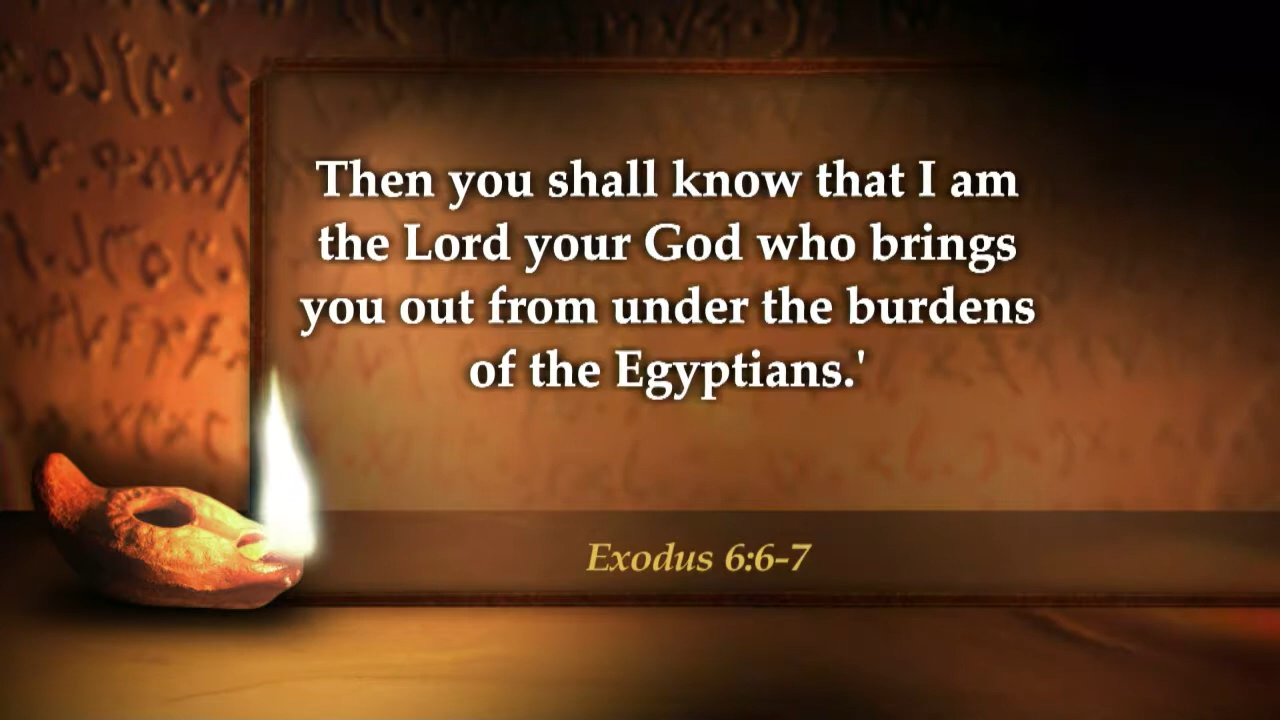 Then you shall know that I am
the Lord your God who brings
you out from under the burdens
of the Egyptians.'
Exodus 6:6-7